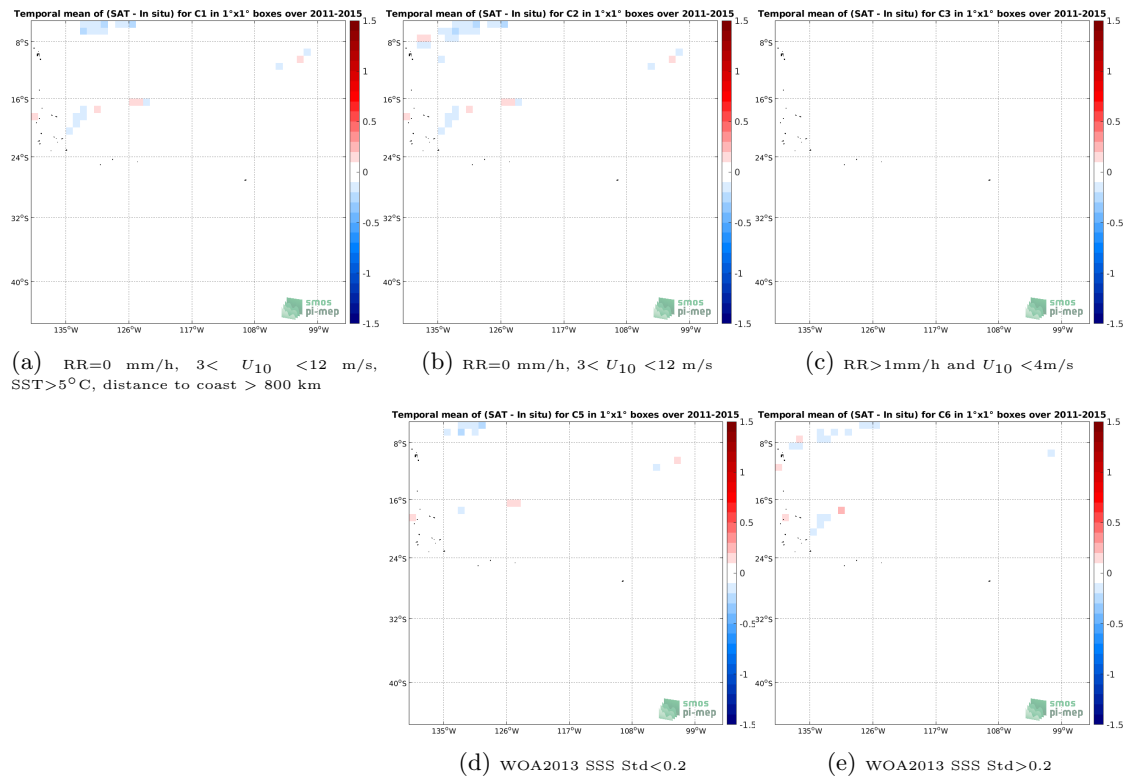 Temporal mean of (SAT - In situ) for C1 in 1°x1° boxes over 2011-2015
8°S
16°S
24°S
32°S
40°S
135°W 126°W 117°W 108°W 99°W
1.5
1
0.5
0
-0.5
-1
-1.5
smos
pi-mep
(a) RR=0 mm/h, 3< U10 <12 m/s,
SST>5°C, distance to coast > 800 km
Temporal mean of (SAT - In situ) for C2 in 1°x1° boxes over 2011-2015
8°S
16°S
24°S
32°S
40°S
135°W 126°W 117°W 108°W 99°W
1.5
1
0.5
0
-0.5
-1
-1.5
smos
pi-mep
(b) RR=0 mm/h, 3< U10 <12 m/s
Temporal mean of (SAT - In situ) for C3 in 1°x1° boxes over 2011-2015
8°S
16°S
24°S
32°S
40°S
135°W 126°W 117°W 108°W 99°W
1.5
1
0.5
0
-0.5
-1
-1.5
smos
pi-mep
(c) RR>1mm/h and U10 <4m/s
Temporal mean of (SAT - In situ) for C5 in 1°x1° boxes over 2011-2015
8°S
16°S
24°S
32°S
40°S
135°W 126°W 117°W 108°W 99°W
1.5
1
0.5
0
-0.5
-1
-1.5
smos
pi-mep
(d) WOA2013 SSS Std<0.2
Temporal mean of (SAT - In situ) for C6 in 1°x1° boxes over 2011-2015
8°S
16°S
24°S
32°S
40°S
135°W 126°W 117°W 108°W 99°W
1.5
1
0.5
0
-0.5
-1
-1.5
smos
pi-mep
(e) WOA2013 SSS Std>0.2